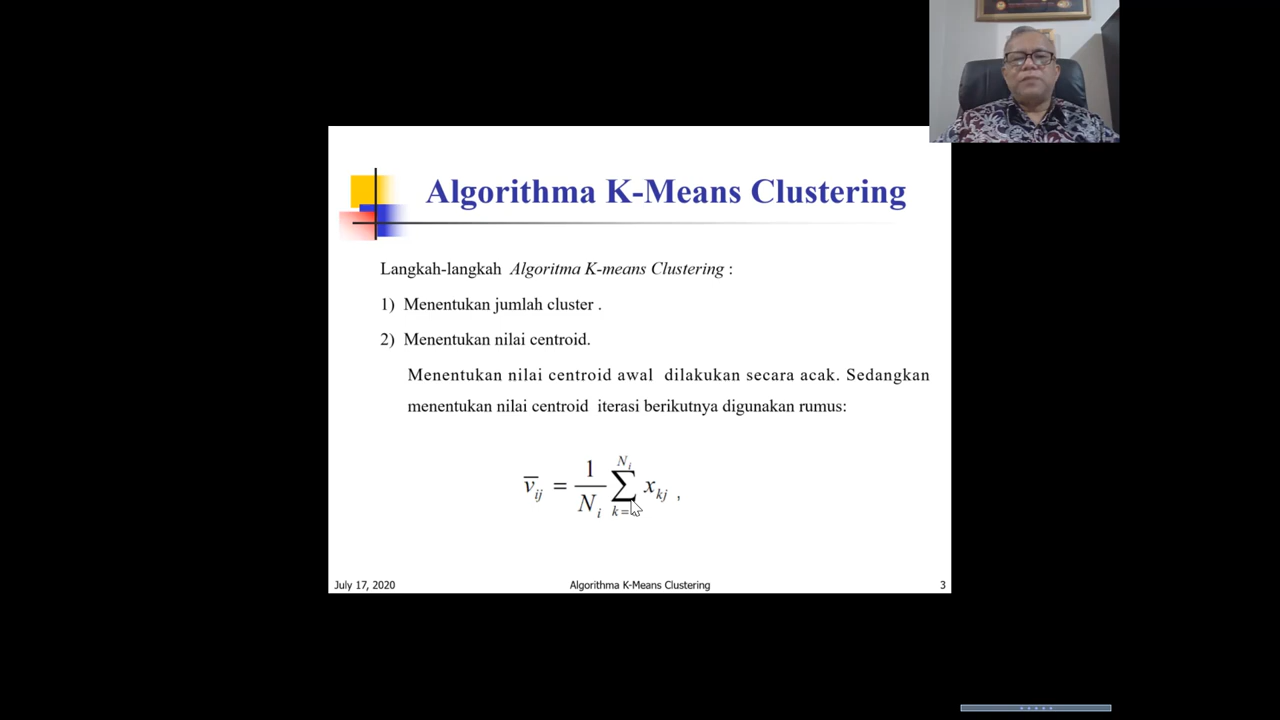 Algorithma K-Means Clustering
Langkah-langkah Algoritma K-means Clustering :
1) Menentukan jumlah cluster .
2) Menentukan nilai centroid.
Menentukan nilai centroid awal dilakukan secara acak. Sedangkan
menentukan nilai centroid iterasi berikutnya digunakan rumus:
v̄ᵢⱼ = 1/Nᵢ ∑ₖ₌^Nᵢ xₖⱼ ,
July 17, 2020 Algorithma K-Means Clustering 3